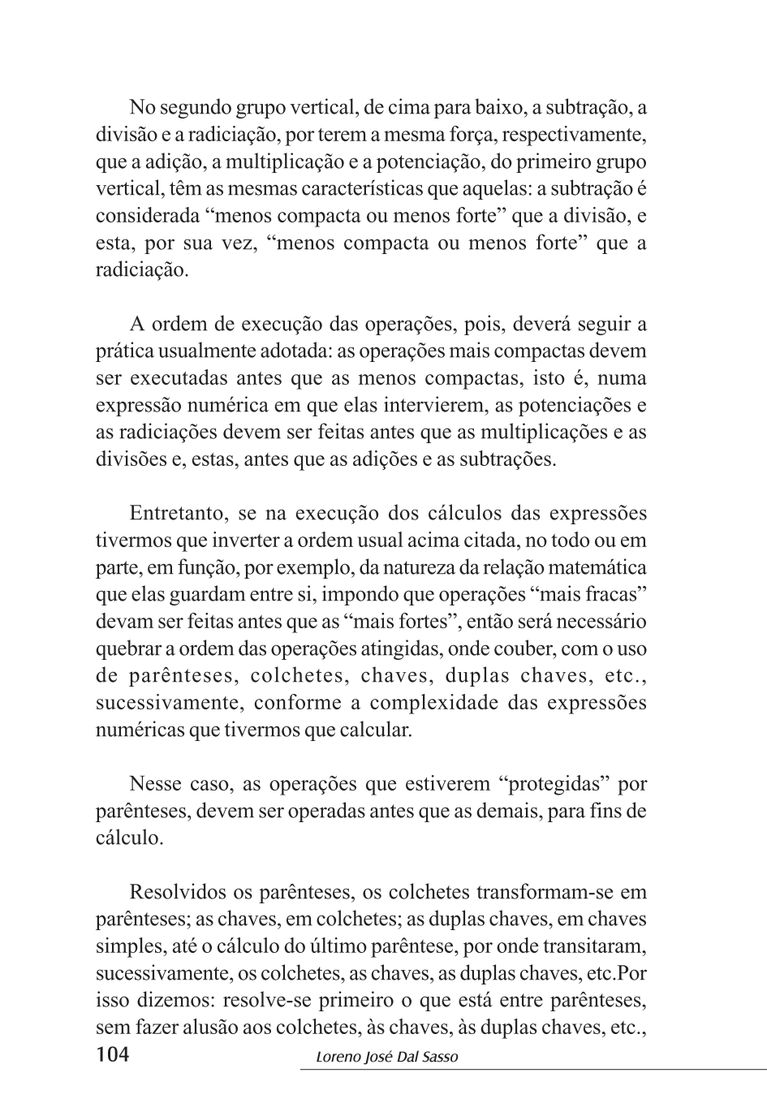 No segundo grupo vertical, de cima para baixo, a subtração, a
divisão e a radiciação, por terem a mesma força, respectivamente,
que a adição, a multiplicação e a potenciação, do primeiro grupo
vertical, têm as mesmas características que aquelas: a subtração é
considerada “menos compacta ou menos forte” que a divisão, e
esta, por sua vez, “menos compacta ou menos forte” que a
radiciação.
A ordem de execução das operações, pois, deverá seguir a
prática usualmente adotada: as operações mais compactas devem
ser executadas antes que as menos compactas, isto é, numa
expressão numérica em que elas intervierem, as potenciações e
as radiciações devem ser feitas antes que as multiplicações e as
divisões e, estas, antes que as adições e as subtrações.
Entretanto, se na execução dos cálculos das expressões
tivermos que inverter a ordem usual acima citada, no todo ou em
parte, em função, por exemplo, da natureza da relação matemática
que elas guardam entre si, impondo que operações “mais fracas”
devam ser feitas antes que as “mais fortes”, então será necessário
quebrar a ordem das operações atingidas, onde couber, com o uso
de parênteses, colchetes, chaves, duplas chaves, etc.,
sucessivamente, conforme a complexidade das expressões
numéricas que tivermos que calcular.
Nesse caso, as operações que estiverem “protegidas” por
parênteses, devem ser operadas antes que as demais, para fins de
cálculo.
Resolvidos os parênteses, os colchetes transformam-se em
parênteses; as chaves, em colchetes; as duplas chaves, em chaves
simples, até o cálculo do último parêntese, por onde transitaram,
sucessivamente, os colchetes, as chaves, as duplas chaves, etc.Por
isso dizemos: resolve-se primeiro o que está entre parênteses,
sem fazer alusão aos colchetes, às chaves, às duplas chaves, etc.,
104 Loreno José Dal Sasso